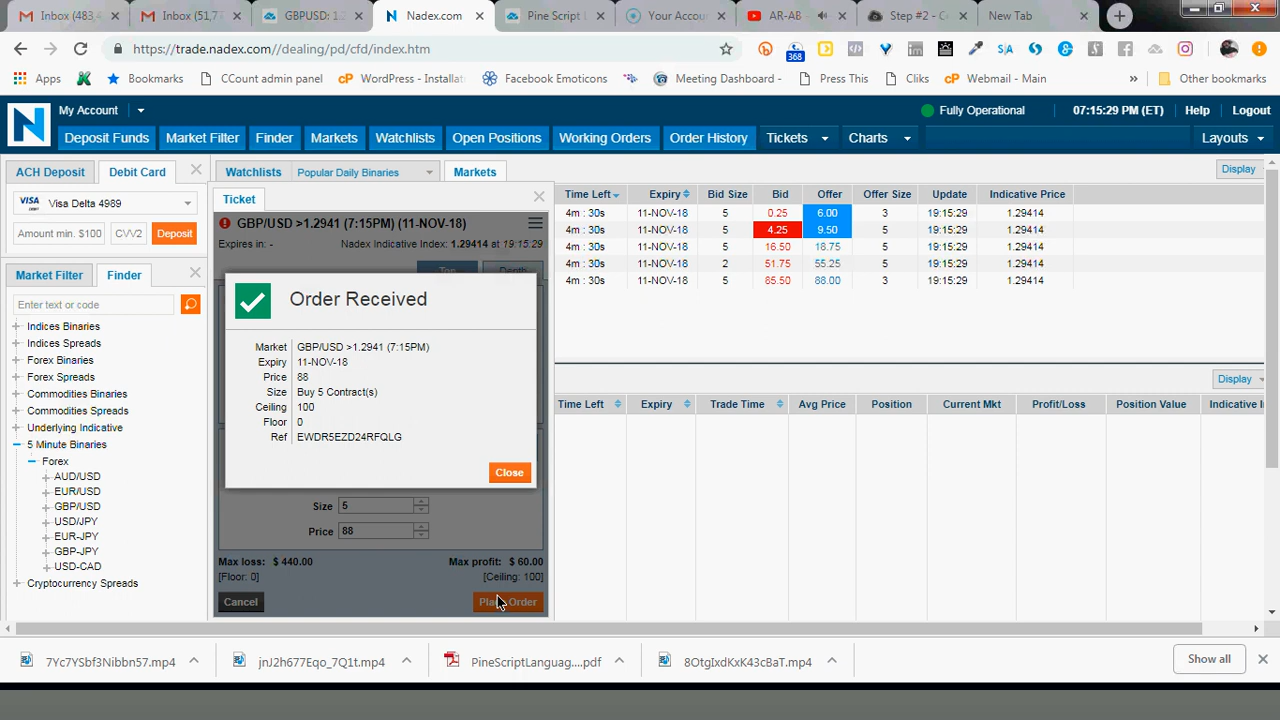 Inbox (483,4
Inbox (51,7
GBPUSD: 1.2
Nadex.com
Pine Script L
Your Accou
AR-AB
Step #2 - C
New Tab
https://trade.nadex.com//dealing/pd/cfd/index.htm
368
Apps
Bookmarks
CCount admin panel
WordPress - Installat
Facebook Emoticons
Meeting Dashboard -
Press This
Cliks
Webmail - Main
»
Other bookmarks
My Account
Fully Operational
07:15:29 PM (ET)
Help
Logout
Deposit Funds
Market Filter
Finder
Markets
Watchlists
Open Positions
Working Orders
Order History
Tickets
Charts
Layouts
ACH Deposit
Debit Card
Watchlists
Popular Daily Binaries
Markets
Display
VISA Visa Delta 4989
Amount min. $100
CVV2
Deposit
Ticket
GBP/USD >1.2941 (7:15PM) (11-NOV-18)
Expires in: -
Nadex Indicative Index: 1.29414 at 19:15:29
Top
Depth
Time Left Expiry Bid Size Bid Offer Offer Size Update Indicative Price
4m : 30s 11-NOV-18 5 0.25 6.00 3 19:15:29 1.29414
4m : 30s 11-NOV-18 5 4.25 9.50 5 19:15:29 1.29414
4m : 30s 11-NOV-18 5 16.50 18.75 5 19:15:29 1.29414
4m : 30s 11-NOV-18 2 51.75 55.25 5 19:15:29 1.29414
4m : 30s 11-NOV-18 5 85.50 88.00 3 19:15:29 1.29414
Market Filter
Finder
Enter text or code
Indices Binaries
Indices Spreads
Forex Binaries
Forex Spreads
Commodities Binaries
Commodities Spreads
Underlying Indicative
5 Minute Binaries
Forex
AUD/USD
EUR/USD
GBP/USD
USD/JPY
EUR-JPY
GBP-JPY
USD-CAD
Cryptocurrency Spreads
Order Received
Market GBP/USD >1.2941 (7:15PM)
Expiry 11-NOV-18
Price 88
Size Buy 5 Contract(s)
Ceiling 100
Floor 0
Ref EWDR5EZD24RFQLG
Close
Size 5
Price 88
Max loss: $ 440.00
Max profit: $ 60.00
[Floor: 0]
[Ceiling: 100]
Cancel
Place Order
Display
Time Left Expiry Trade Time Avg Price Position Current Mkt Profit/Loss Position Value Indicative I
7Yc7YSbf3Nibbn57.mp4
jnJ2h677Eqo_7Q1t.mp4
PineScriptLanguag....pdf
8OtgIxdKxK43cBaT.mp4
Show all